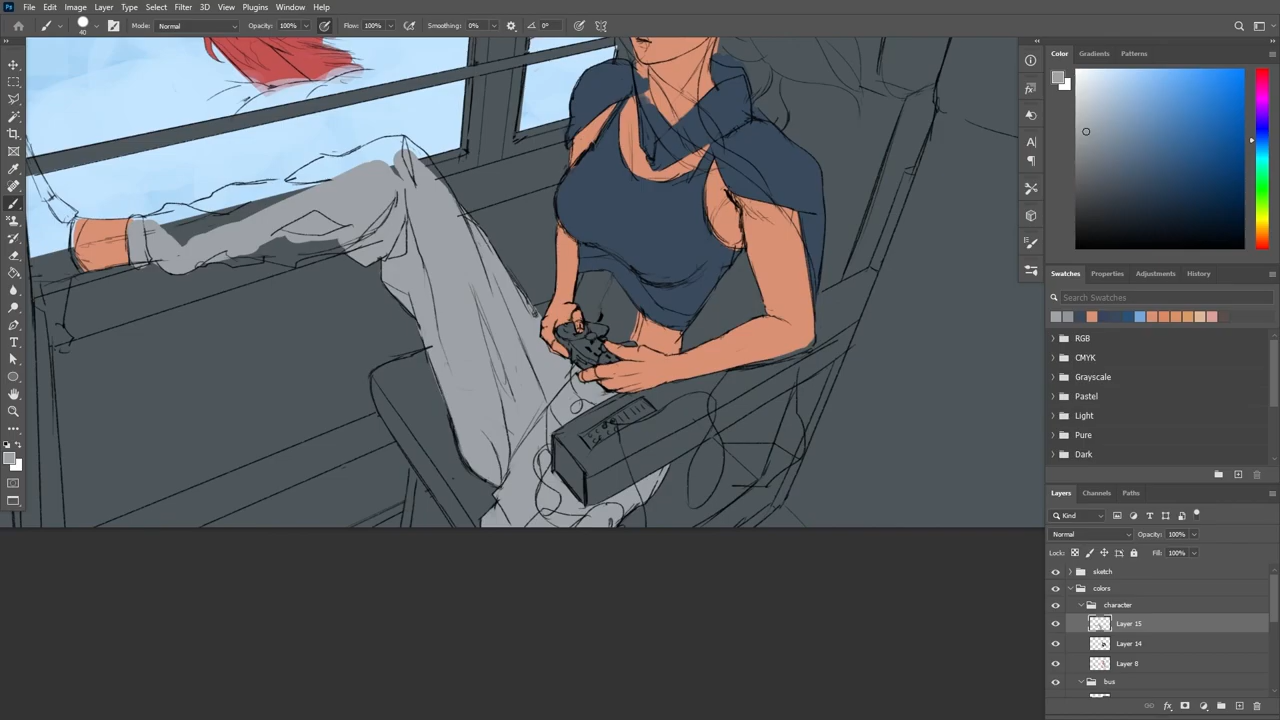 Ps File Edit Image Layer Type Select Filter 3D View Plugins Window Help
40 Mode: Normal Opacity: 100% Flow: 100% Smoothing: 0% 0°
Color Gradients Patterns
Swatches Properties Adjustments History
Search Swatches
RGB
CMYK
Grayscale
Pastel
Light
Pure
Dark
Layers Channels Paths
Kind
Normal Opacity: 100%
Lock: Fill: 100%
sketch
colors
character
Layer 15
Layer 14
Layer 8
bus